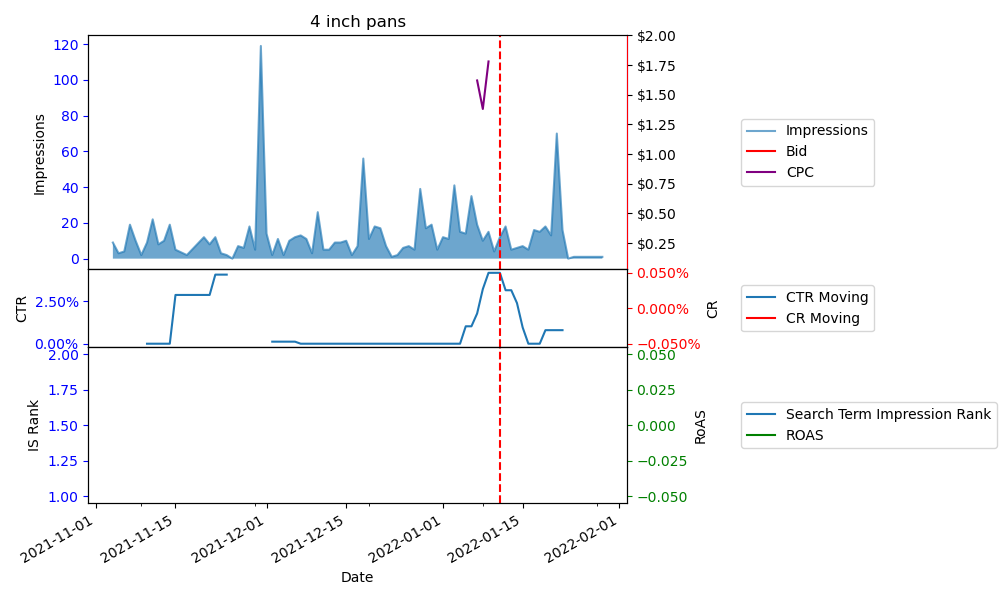 4 inch pans
120
100
80
60
40
20
0
Impressions
$2.00
$1.75
$1.50
$1.25
$1.00
$0.75
$0.50
$0.25
Impressions
Bid
CPC
2.50%
0.00%
CTR
0.050%
0.000%
−0.050%
CR
CTR Moving
CR Moving
2.00
1.75
1.50
1.25
1.00
IS Rank
0.050
0.025
0.000
−0.025
−0.050
RoAS
Search Term Impression Rank
ROAS
2021-11-01
2021-11-15
2021-12-01
2021-12-15
2022-01-01
2022-01-15
2022-02-01
Date